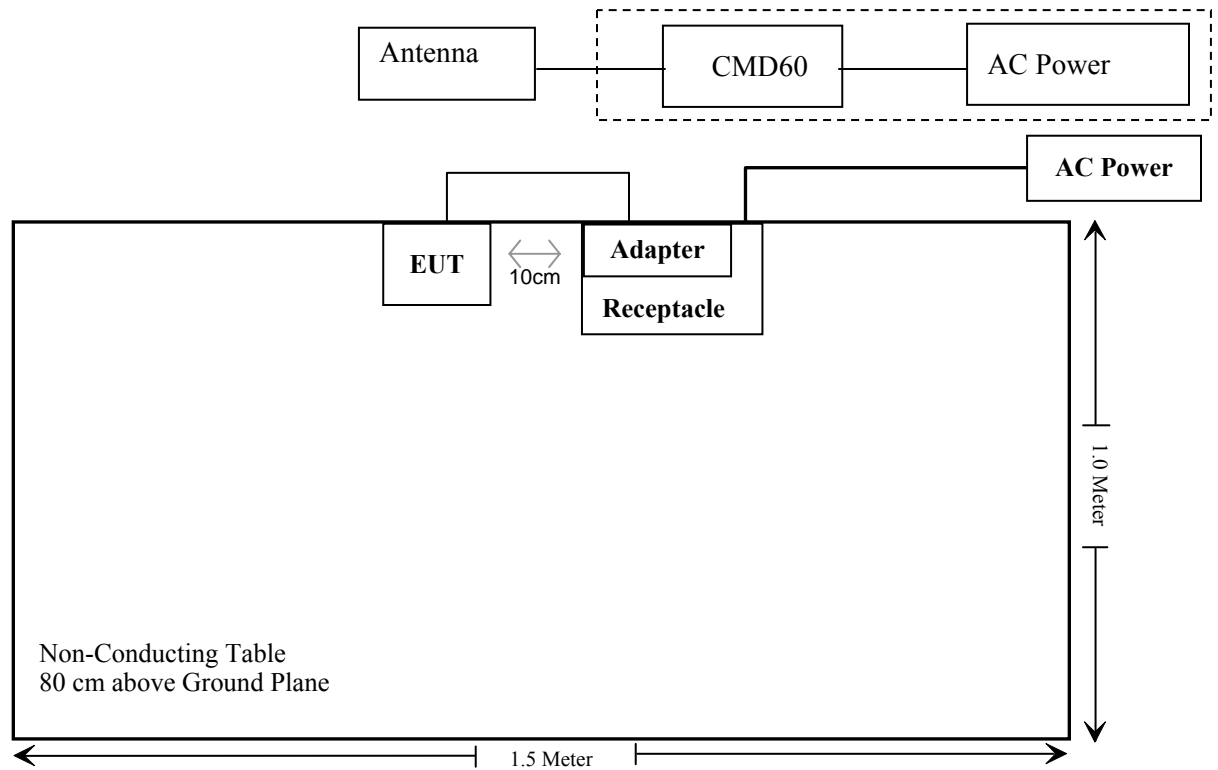 Antenna
CMD60
AC Power
AC Power
EUT
10cm
Adapter
Receptacle
1.0 Meter
Non-Conducting Table
80 cm above Ground Plane
1.5 Meter